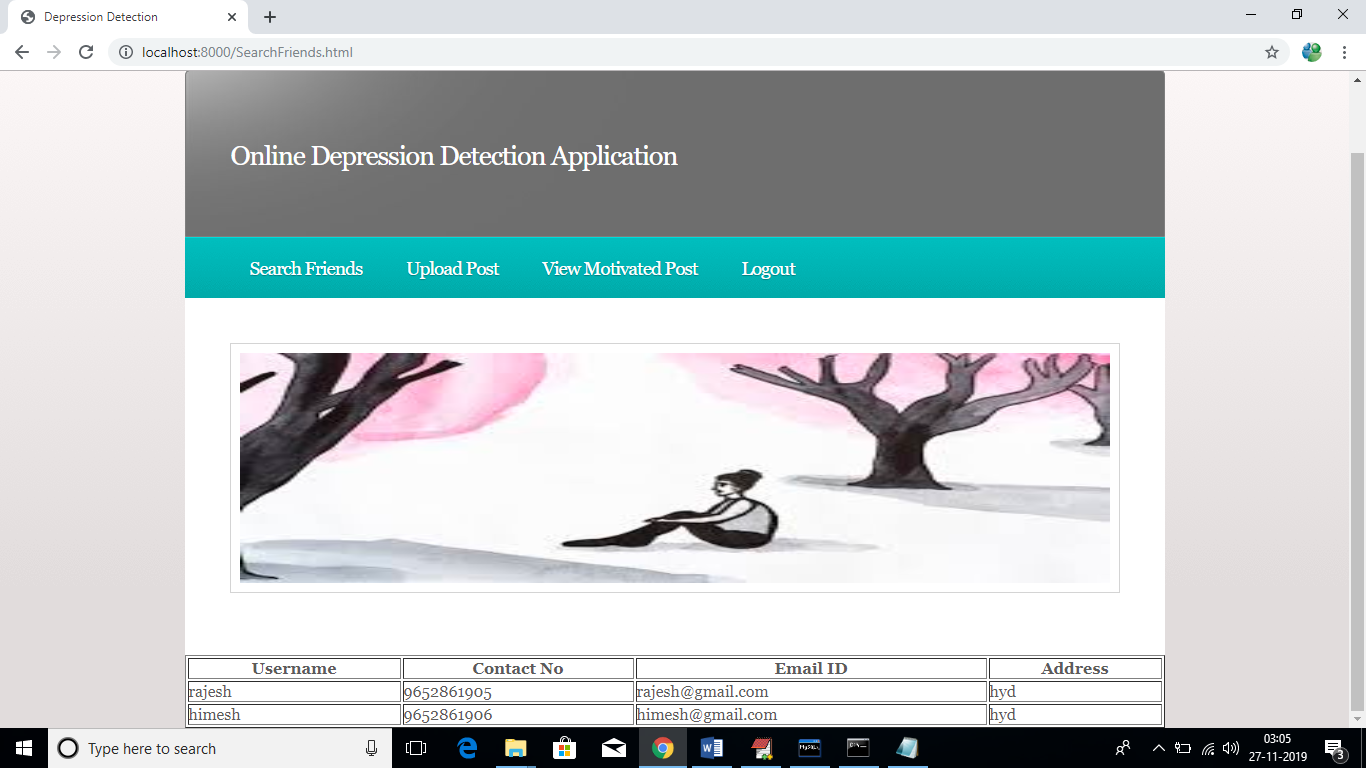 Depression Detection
localhost:8000/SearchFriends.html
Online Depression Detection Application
Search Friends Upload Post View Motivated Post Logout
Username Contact No Email ID Address
rajesh 9652861905 rajesh@gmail.com hyd
himesh 9652861906 himesh@gmail.com hyd
Type here to search
03:05
27-11-2019
3